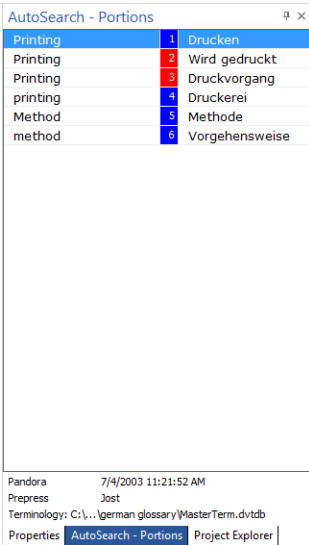 AutoSearch - Portions
Printing 1 Drucken
Printing 2 Wird gedruckt
Printing 3 Druckvorgang
printing 4 Druckerei
Method 5 Methode
method 6 Vorgehensweise
Pandora 7/4/2003 11:21:52 AM
Prepress Jost
Terminology: C:\...\german glossary\MasterTerm.dvtdb
Properties AutoSearch - Portions Project Explorer